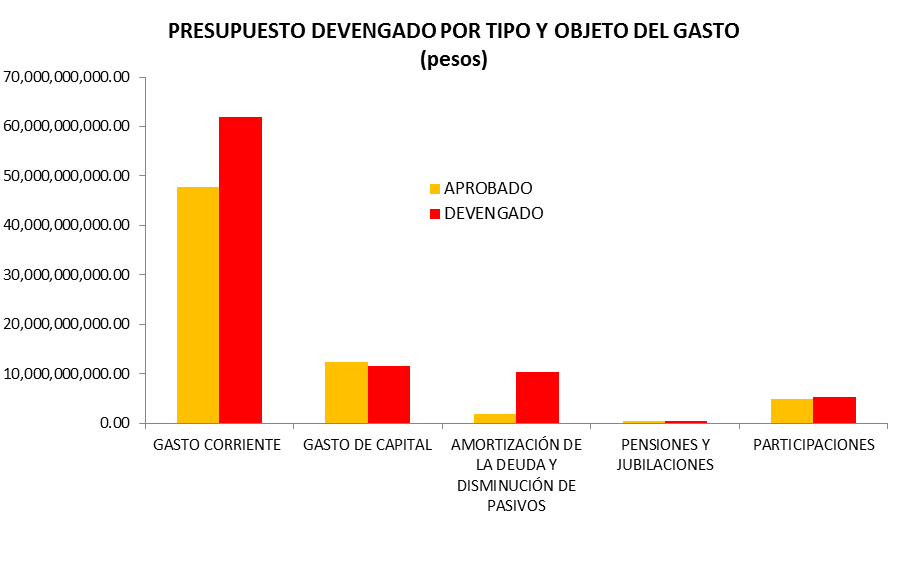 PRESUPUESTO DEVENGADO POR TIPO Y OBJETO DEL GASTO
(pesos)
70,000,000,000.00
60,000,000,000.00
50,000,000,000.00
40,000,000,000.00
30,000,000,000.00
20,000,000,000.00
10,000,000,000.00
0.00
APROBADO
DEVENGADO
GASTO CORRIENTE
GASTO DE CAPITAL
AMORTIZACIÓN DE
LA DEUDA Y
DISMINUCIÓN DE
PASIVOS
PENSIONES Y
JUBILACIONES
PARTICIPACIONES